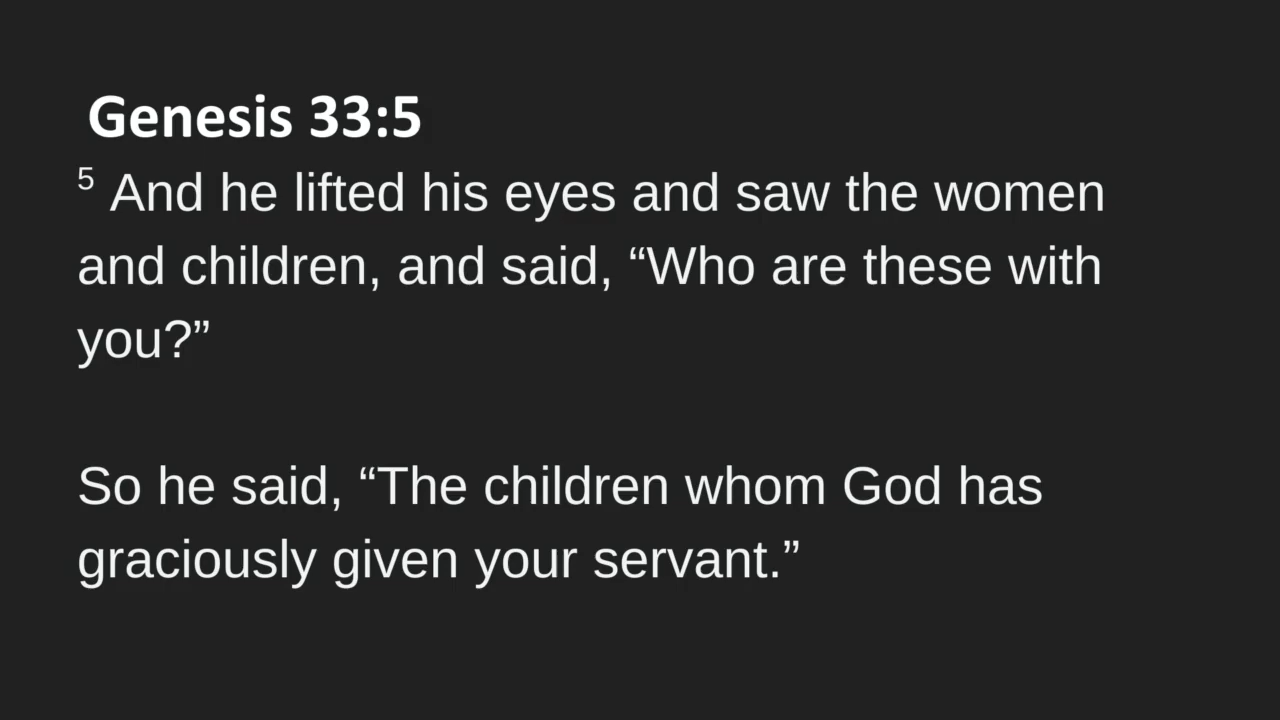 Genesis 33:5
5 And he lifted his eyes and saw the women
and children, and said, “Who are these with
you?”
So he said, “The children whom God has
graciously given your servant.”